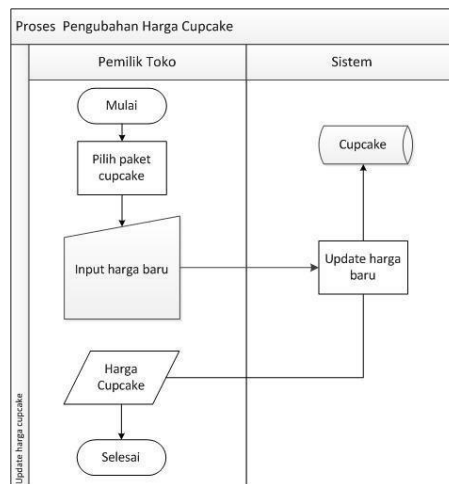 Proses Pengubahan Harga Cupcake
Pemilik Toko
Sistem
Mulai
Pilih paket
cupcake
Cupcake
Input harga baru
Update harga
baru
Harga
Cupcake
Selesai
Update harga cupcake